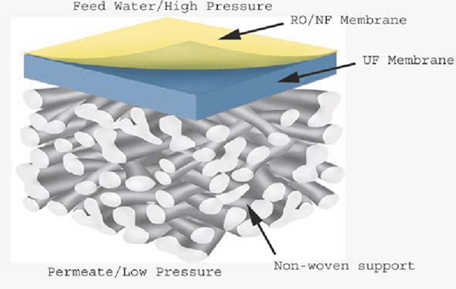 Feed Water/High Pressure
RO/NF Membrane
UF Membrane
Non-woven support
Permeate/Low Pressure